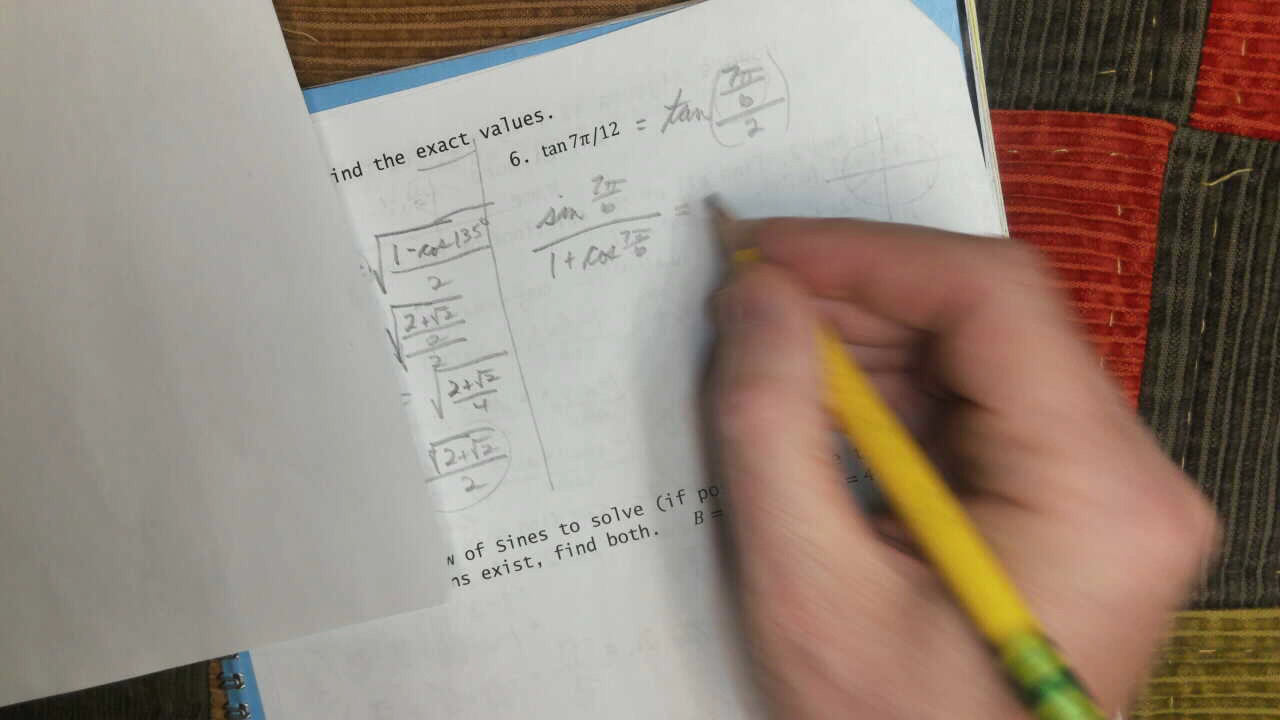 ind the exact values.
6. tan 7π/12 = tan((7π/6)/2)
√((1-cos 135°)/2)
√(((2+√2)/2)/2)
= √((2+√2)/4)
√(2+√2)/2
(sin 7π/6)/(1+cos 7π/6) =
w of sines to solve (if po
ns exist, find both. B =
= 4